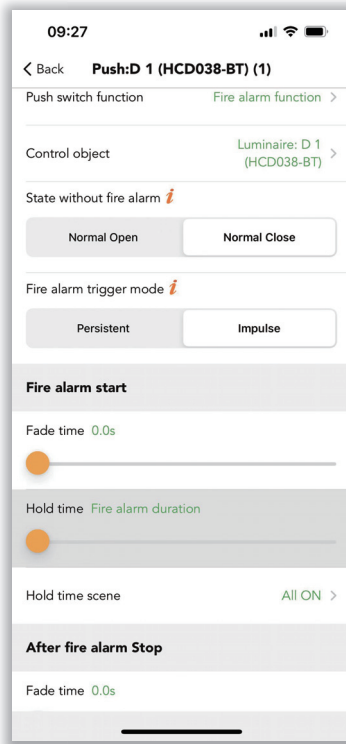 09:27
Back Push:D 1 (HCD038-BT) (1)
Push switch function Fire alarm function
Control object Luminaire: D 1
(HCD038-BT)
State without fire alarm i
Normal Open Normal Close
Fire alarm trigger mode i
Persistent Impulse
Fire alarm start
Fade time 0.0s
Hold time Fire alarm duration
Hold time scene All ON
After fire alarm Stop
Fade time 0.0s